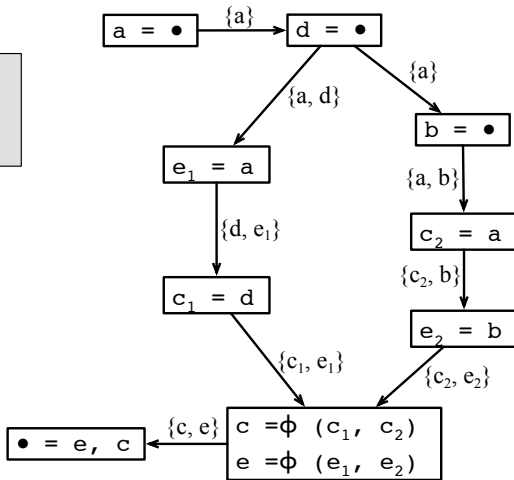 a = •
{a}
d = •
{a, d}
{a}
b = •
e₁ = a
{a, b}
{d, e₁}
c₂ = a
{c₂, b}
c₁ = d
e₂ = b
{c₁, e₁}
{c₂, e₂}
c =ϕ (c₁, c₂)
e =ϕ (e₁, e₂)
{c, e}
• = e, c